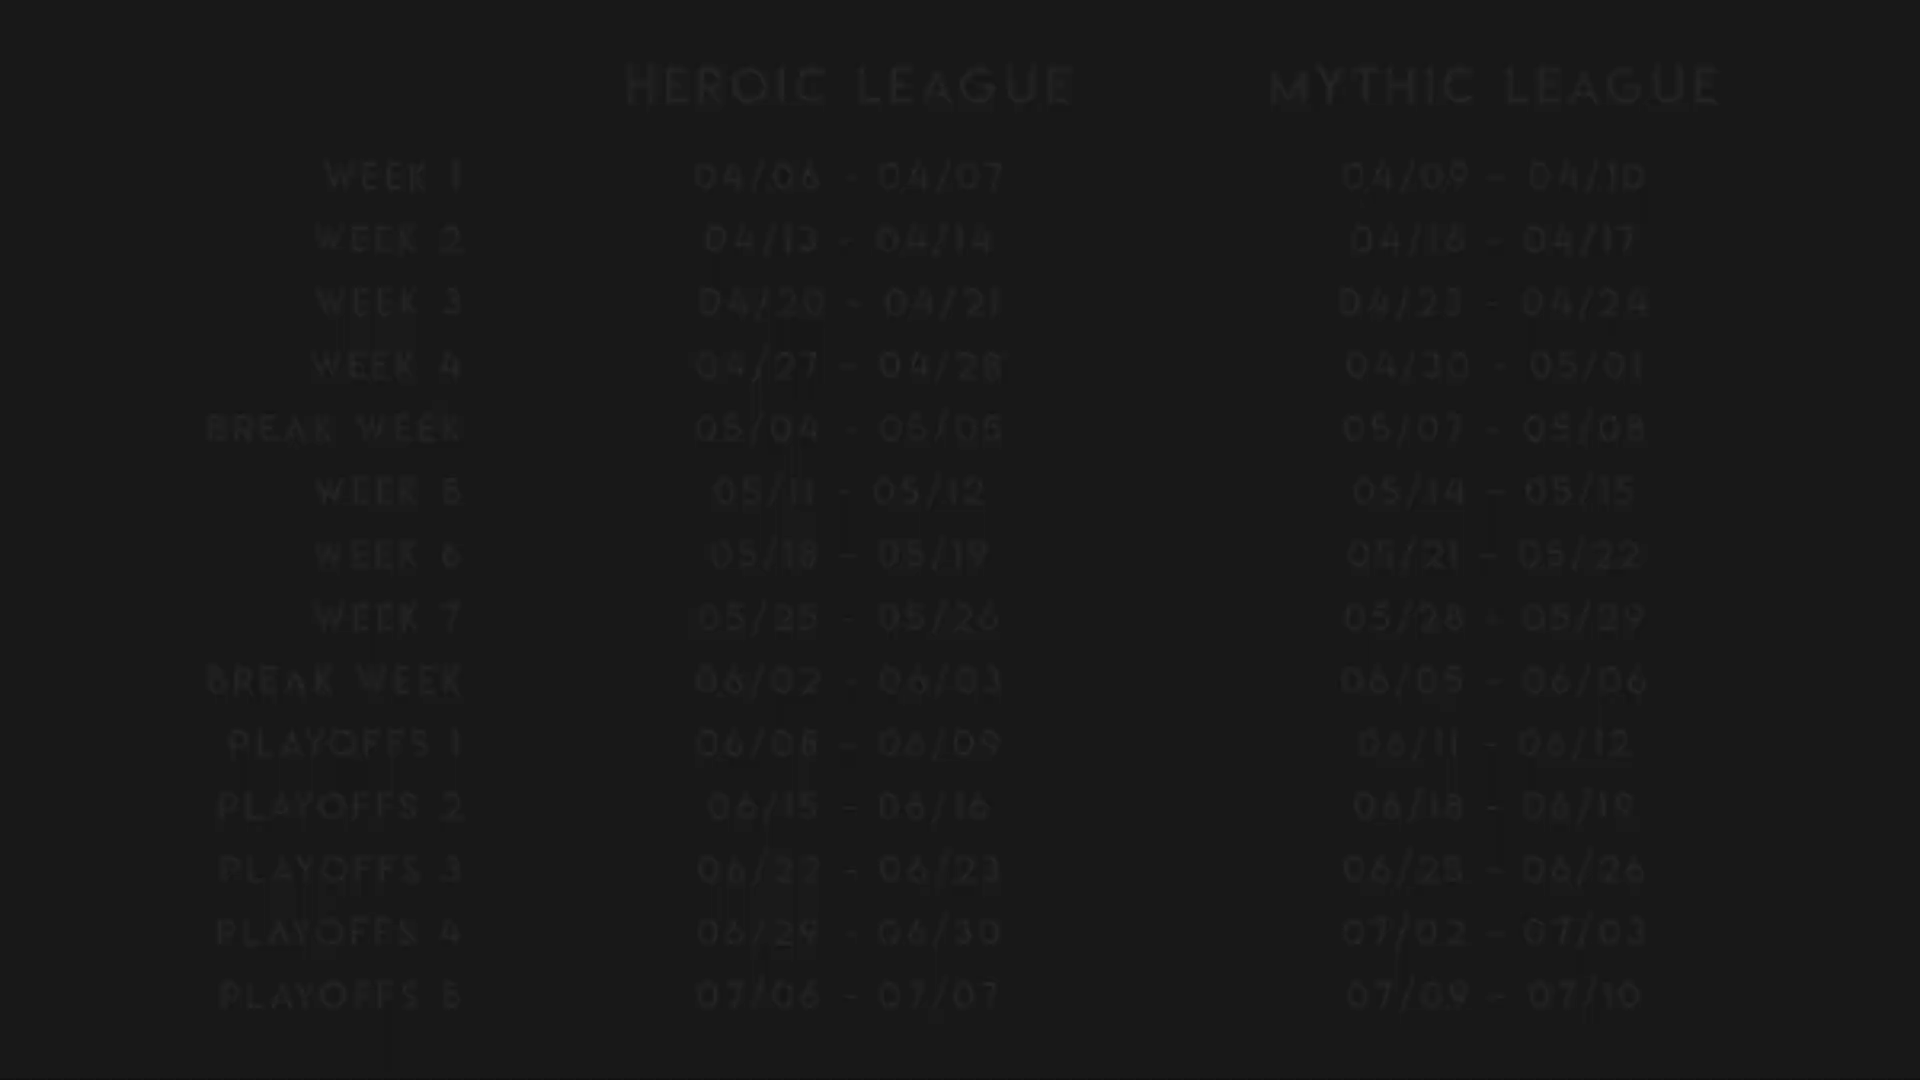 HEROIC LEAGUE MYTHIC LEAGUE
WEEK 1 04/06 - 04/07 04/09 - 04/10
WEEK 2 04/13 - 04/14 04/16 - 04/17
WEEK 3 04/20 - 04/21 04/23 - 04/24
WEEK 4 04/27 - 04/28 04/30 - 05/01
BREAK WEEK 05/04 - 05/05 05/07 - 05/08
WEEK 5 05/11 - 05/12 05/14 - 05/15
WEEK 6 05/18 - 05/19 05/21 - 05/22
WEEK 7 05/25 - 05/26 05/28 - 05/29
BREAK WEEK 06/02 - 06/03 06/05 - 06/06
PLAYOFFS 1 06/08 - 06/09 06/11 - 06/12
PLAYOFFS 2 06/15 - 06/16 06/18 - 06/19
PLAYOFFS 3 06/22 - 06/23 06/25 - 06/26
PLAYOFFS 4 06/29 - 06/30 07/02 - 07/03
PLAYOFFS 5 07/06 - 07/07 07/09 - 07/10